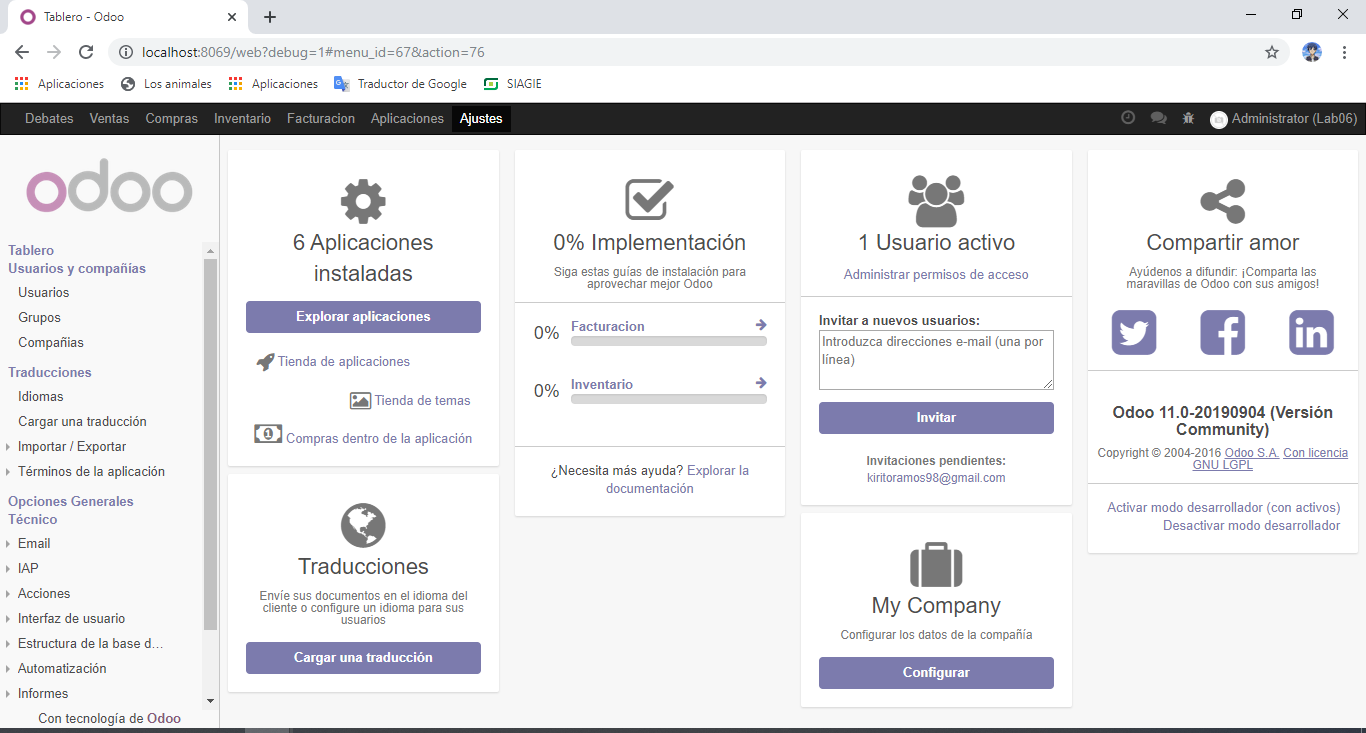 Tablero - Odoo
localhost:8069/web?debug=1#menu_id=67&action=76
Aplicaciones
Los animales
Aplicaciones
Traductor de Google
SIAGIE
Debates
Ventas
Compras
Inventario
Facturacion
Aplicaciones
Ajustes
Administrator (Lab06)
odoo
Tablero
Usuarios y compañías
Usuarios
Grupos
Compañias
Traducciones
Idiomas
Cargar una traducción
Importar / Exportar
Términos de la aplicación
Opciones Generales
Técnico
Email
IAP
Acciones
Interfaz de usuario
Estructura de la base d...
Automatización
Informes
Con tecnología de Odoo
6 Aplicaciones
instaladas
Explorar aplicaciones
Tienda de aplicaciones
Tienda de temas
Compras dentro de la aplicación
Traducciones
Envíe sus documentos en el idioma del
cliente o configure un idioma para sus
usuarios
Cargar una traducción
0% Implementación
Siga estas guías de instalación para
aprovechar mejor Odoo
0% Facturacion
0% Inventario
¿Necesita más ayuda? Explorar la
documentación
1 Usuario activo
Administrar permisos de acceso
Invitar a nuevos usuarios:
Introduzca direcciones e-mail (una por
línea)
Invitar
Invitaciones pendientes:
kiritoramos98@gmail.com
My Company
Configurar los datos de la compañía
Configurar
Compartir amor
Ayúdenos a difundir: ¡Comparta las
maravillas de Odoo con sus amigos!
Odoo 11.0-20190904 (Versión
Community)
Copyright © 2004-2016 Odoo S.A. Con licencia
GNU LGPL
Activar modo desarrollador (con activos)
Desactivar modo desarrollador